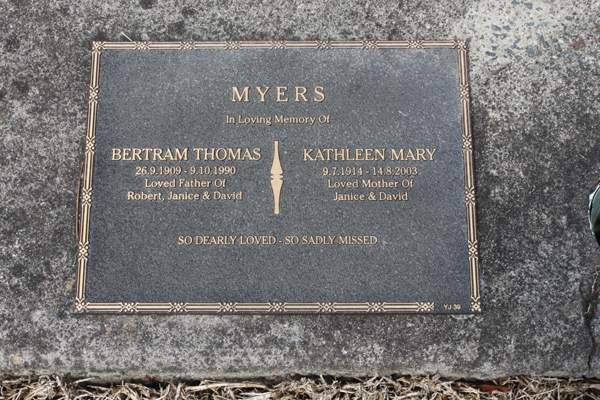 MYERS
In Loving Memory Of
BERTRAM THOMAS
26.9.1909 - 9.10.1990
Loved Father Of
Robert, Janice & David
KATHLEEN MARY
9.7.1914 - 14.8.2003
Loved Mother Of
Janice & David
SO DEARLY LOVED - SO SADLY MISSED
YJ 39